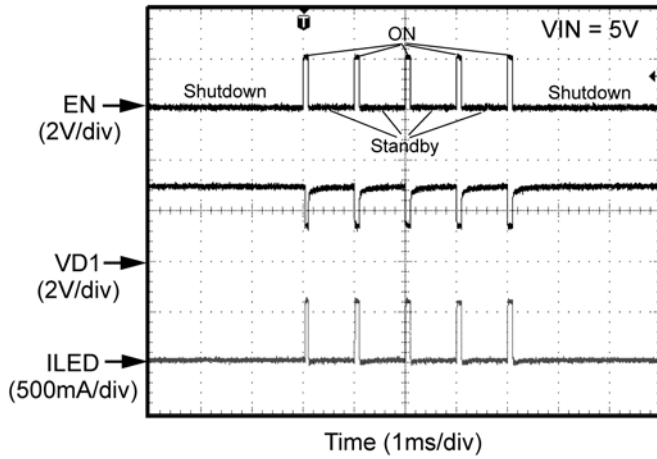 T
ON
VIN = 5V
Shutdown
Shutdown
EN
(2V/div)
Standby
VD1
(2V/div)
ILED
(500mA/div)
Time (1ms/div)